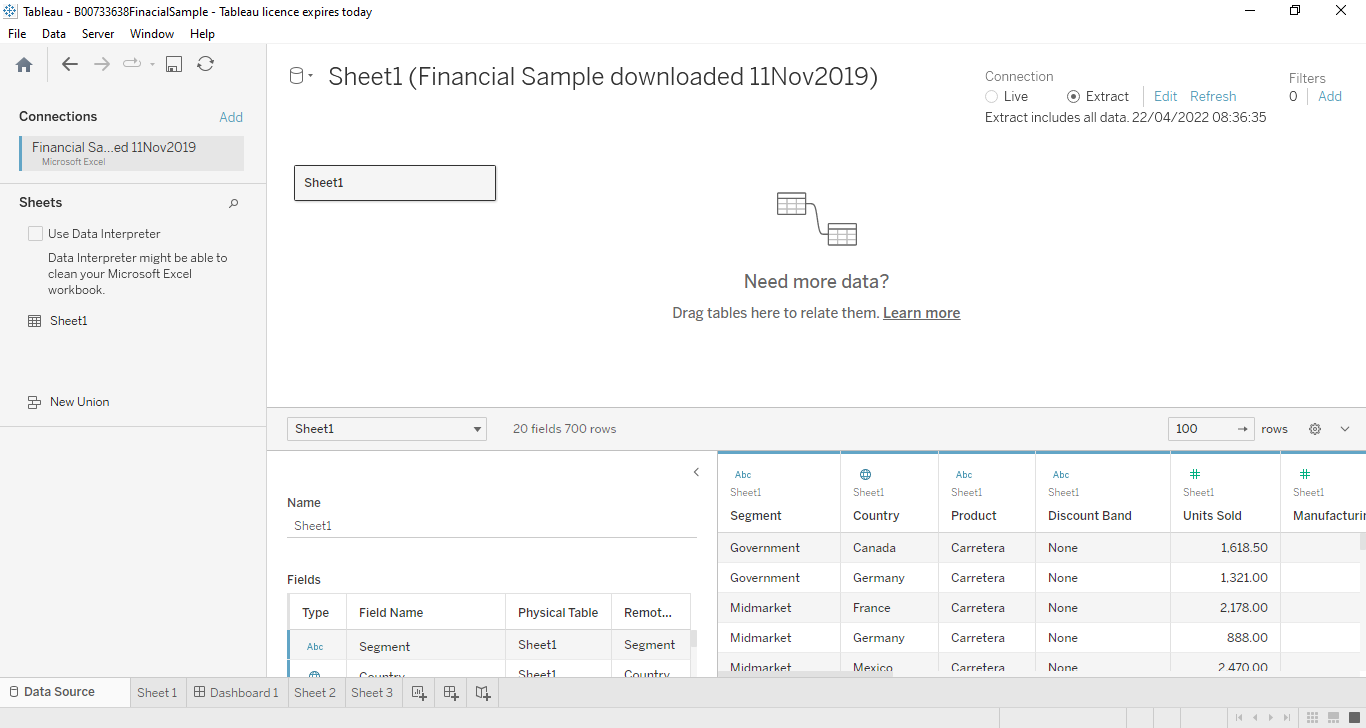 Tableau - B00733638FinacialSample - Tableau licence expires today
File Data Server Window Help
Connections Add
Financial Sa...ed 11Nov2019
Microsoft Excel
Sheets
Use Data Interpreter
Data Interpreter might be able to
clean your Microsoft Excel
workbook.
Sheet1
New Union
Sheet1 (Financial Sample downloaded 11Nov2019)
Connection
Live Extract Edit Refresh
Extract includes all data. 22/04/2022 08:36:35
Filters
0 Add
Sheet1
Need more data?
Drag tables here to relate them. Learn more
Sheet1 20 fields 700 rows 100 rows
Name
Sheet1
Fields
Type Field Name Physical Table Remot...
Abc Segment Sheet1 Segment
Country Sheet1 Country
Abc Abc Abc # #
Sheet1 Sheet1 Sheet1 Sheet1 Sheet1 Sheet1
Segment Country Product Discount Band Units Sold Manufacturin
Government Canada Carretera None 1,618.50
Government Germany Carretera None 1,321.00
Midmarket France Carretera None 2,178.00
Midmarket Germany Carretera None 888.00
Midmarket Mexico Carretera None 2,470.00
Data Source Sheet 1 Dashboard 1 Sheet 2 Sheet 3